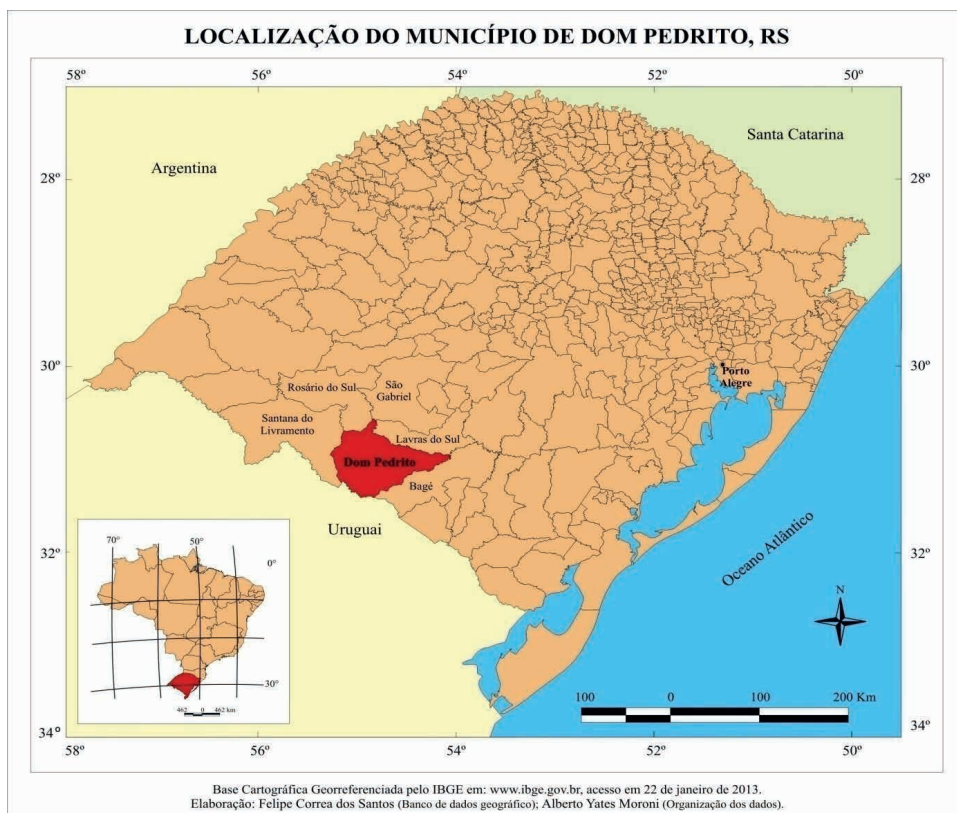 LOCALIZAÇÃO DO MUNICÍPIO DE DOM PEDRITO, RS
58º 56º 54º 52º 50º
Santa Catarina
Argentina
28º 28º
30º 30º
Porto
Alegre
Rosário do Sul
São
Gabriel
Santana do
Livramento
Lavras do Sul
Dom Pedrito
Bagé
Uruguai
Oceano Atlântico
32º 32º
N
70º 50º
0º
30º
462 0 462 km
100 0 100 200 Km
34º 34º
58º 56º 54º 52º 50º
Base Cartográfica Georreferenciada pelo IBGE em: www.ibge.gov.br, acesso em 22 de janeiro de 2013.
Elaboração: Felipe Correa dos Santos (Banco de dados geográfico); Alberto Yates Moroni (Organização dos dados).